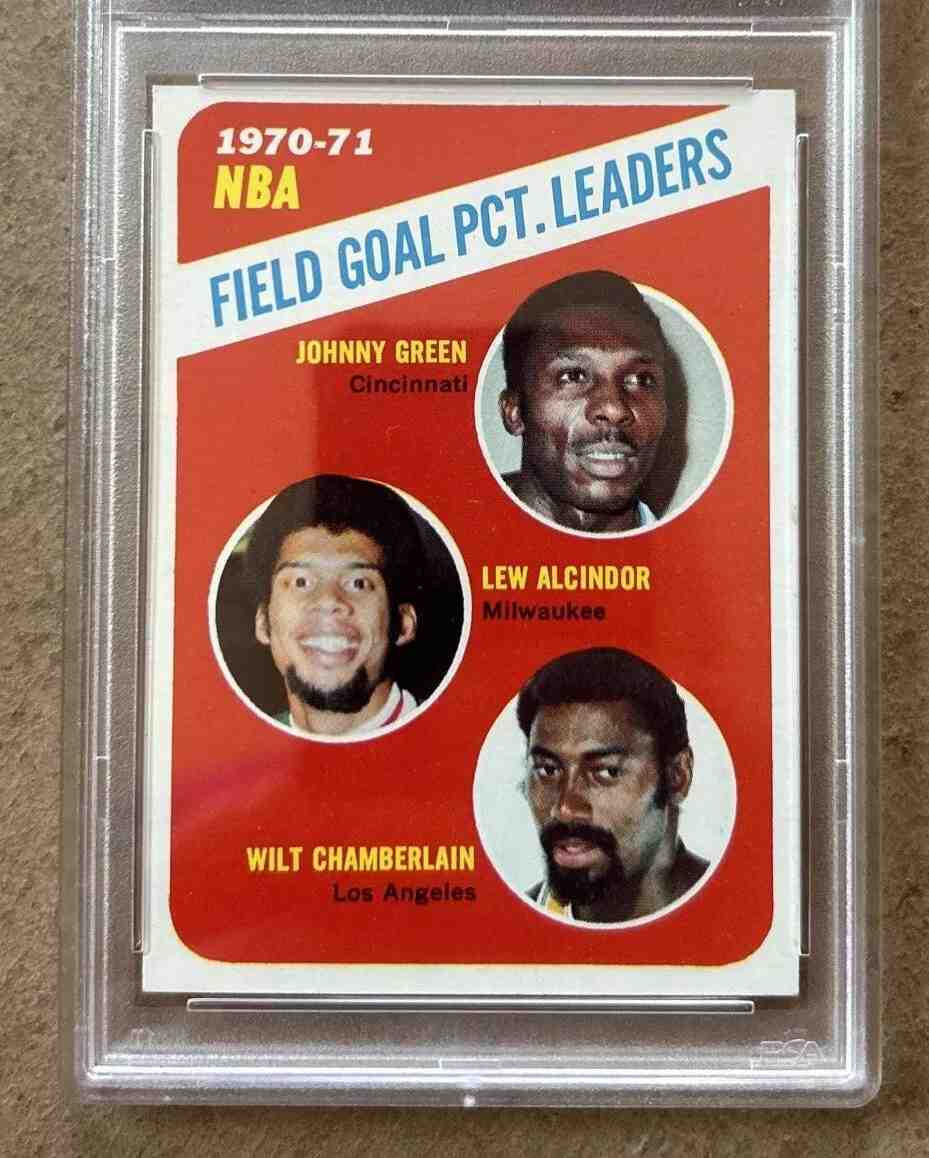 1970-71
NBA
FIELD GOAL PCT. LEADERS
JOHNNY GREEN
Cincinnati
LEW ALCINDOR
Milwaukee
WILT CHAMBERLAIN
Los Angeles
PSA